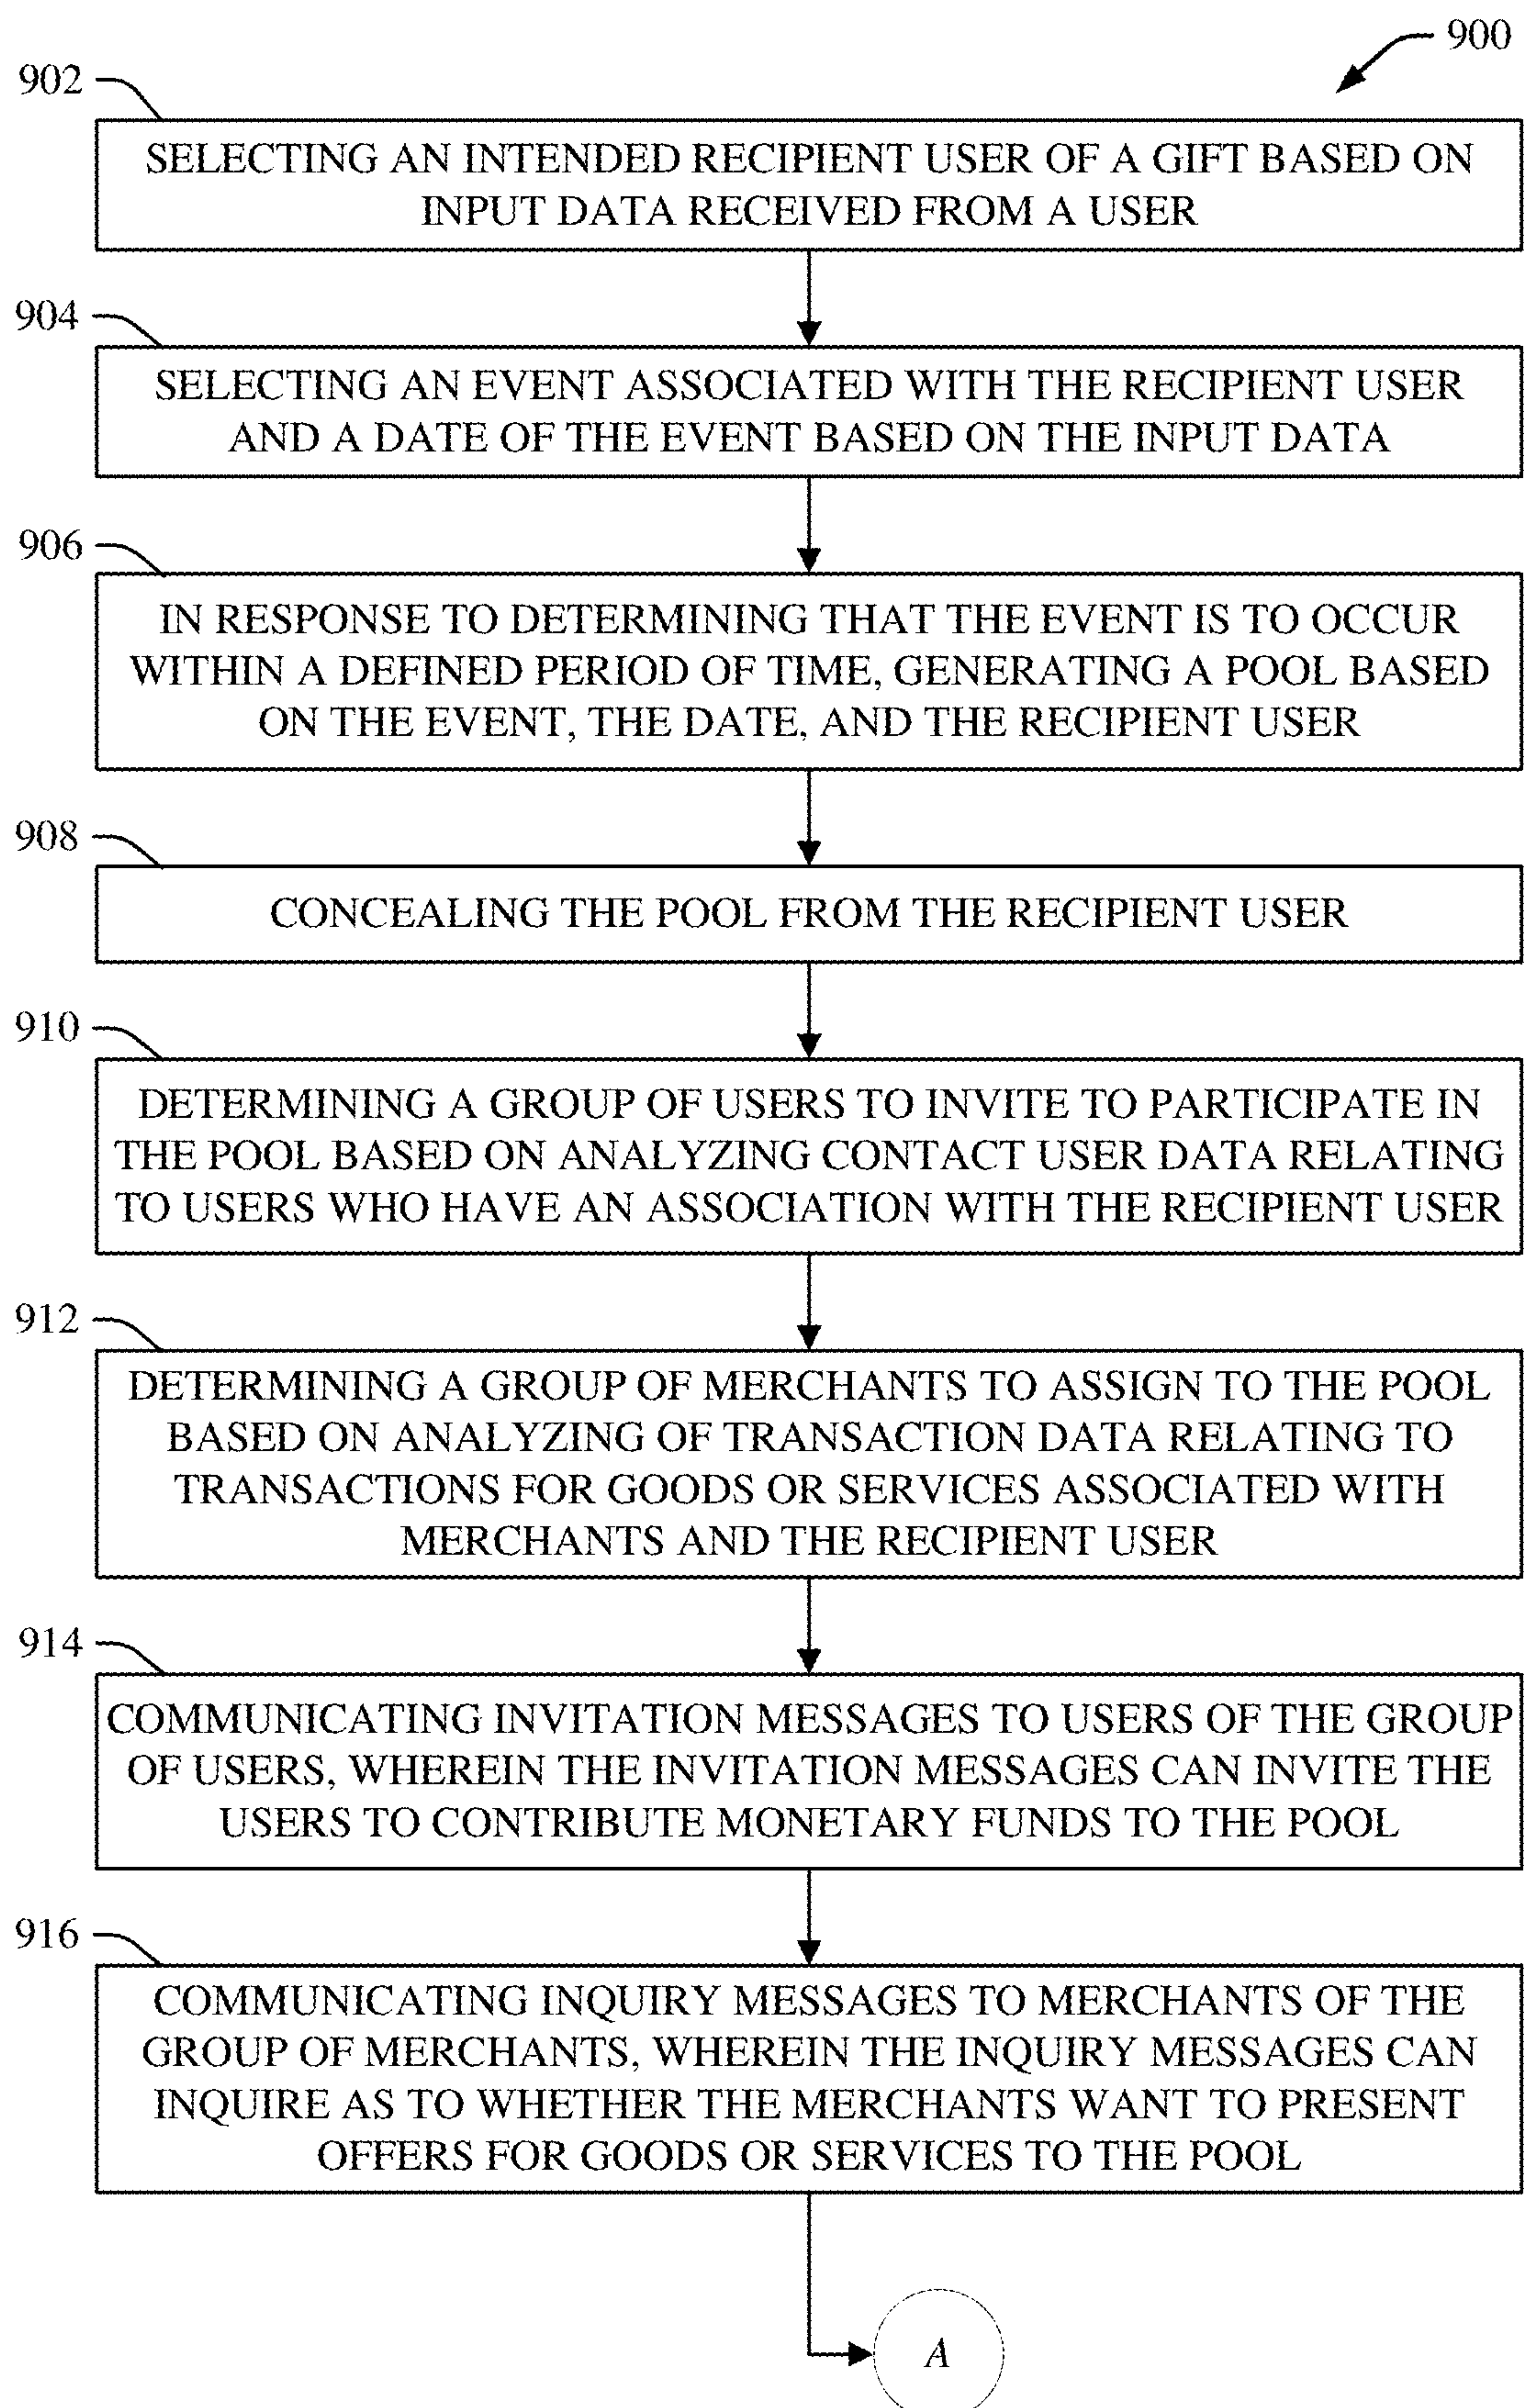 900
902
SELECTING AN INTENDED RECIPIENT USER OF A GIFT BASED ON
INPUT DATA RECEIVED FROM A USER
904
SELECTING AN EVENT ASSOCIATED WITH THE RECIPIENT USER
AND A DATE OF THE EVENT BASED ON THE INPUT DATA
906
IN RESPONSE TO DETERMINING THAT THE EVENT IS TO OCCUR
WITHIN A DEFINED PERIOD OF TIME, GENERATING A POOL BASED
ON THE EVENT, THE DATE, AND THE RECIPIENT USER
908
CONCEALING THE POOL FROM THE RECIPIENT USER
910
DETERMINING A GROUP OF USERS TO INVITE TO PARTICIPATE IN
THE POOL BASED ON ANALYZING CONTACT USER DATA RELATING
TO USERS WHO HAVE AN ASSOCIATION WITH THE RECIPIENT USER
912
DETERMINING A GROUP OF MERCHANTS TO ASSIGN TO THE POOL
BASED ON ANALYZING OF TRANSACTION DATA RELATING TO
TRANSACTIONS FOR GOODS OR SERVICES ASSOCIATED WITH
MERCHANTS AND THE RECIPIENT USER
914
COMMUNICATING INVITATION MESSAGES TO USERS OF THE GROUP
OF USERS, WHEREIN THE INVITATION MESSAGES CAN INVITE THE
USERS TO CONTRIBUTE MONETARY FUNDS TO THE POOL
916
COMMUNICATING INQUIRY MESSAGES TO MERCHANTS OF THE
GROUP OF MERCHANTS, WHEREIN THE INQUIRY MESSAGES CAN
INQUIRE AS TO WHETHER THE MERCHANTS WANT TO PRESENT
OFFERS FOR GOODS OR SERVICES TO THE POOL
A